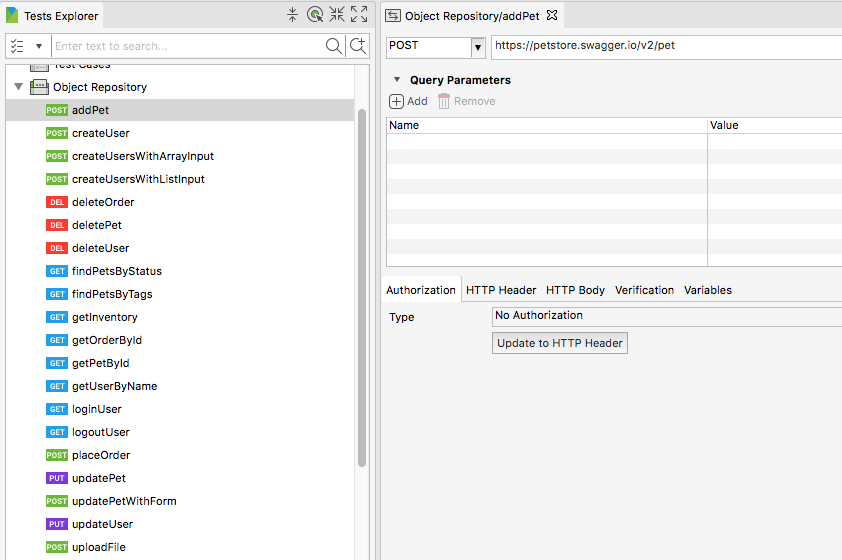 Tests Explorer
Enter text to search...
Test Cases
Object Repository
POST addPet
POST createUser
POST createUsersWithArrayInput
POST createUsersWithListInput
DEL deleteOrder
DEL deletePet
DEL deleteUser
GET findPetsByStatus
GET findPetsByTags
GET getInventory
GET getOrderById
GET getPetById
GET getUserByName
GET loginUser
GET logoutUser
POST placeOrder
PUT updatePet
POST updatePetWithForm
PUT updateUser
POST uploadFile
Object Repository/addPet
POST https://petstore.swagger.io/v2/pet
Query Parameters
Add Remove
Name Value
Authorization HTTP Header HTTP Body Verification Variables
Type No Authorization
Update to HTTP Header